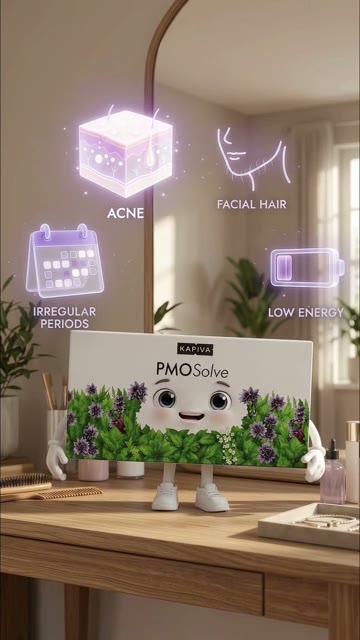 ACNE
FACIAL HAIR
IRREGULAR
PERIODS
LOW ENERGY
KAPIVA
PMOSolve